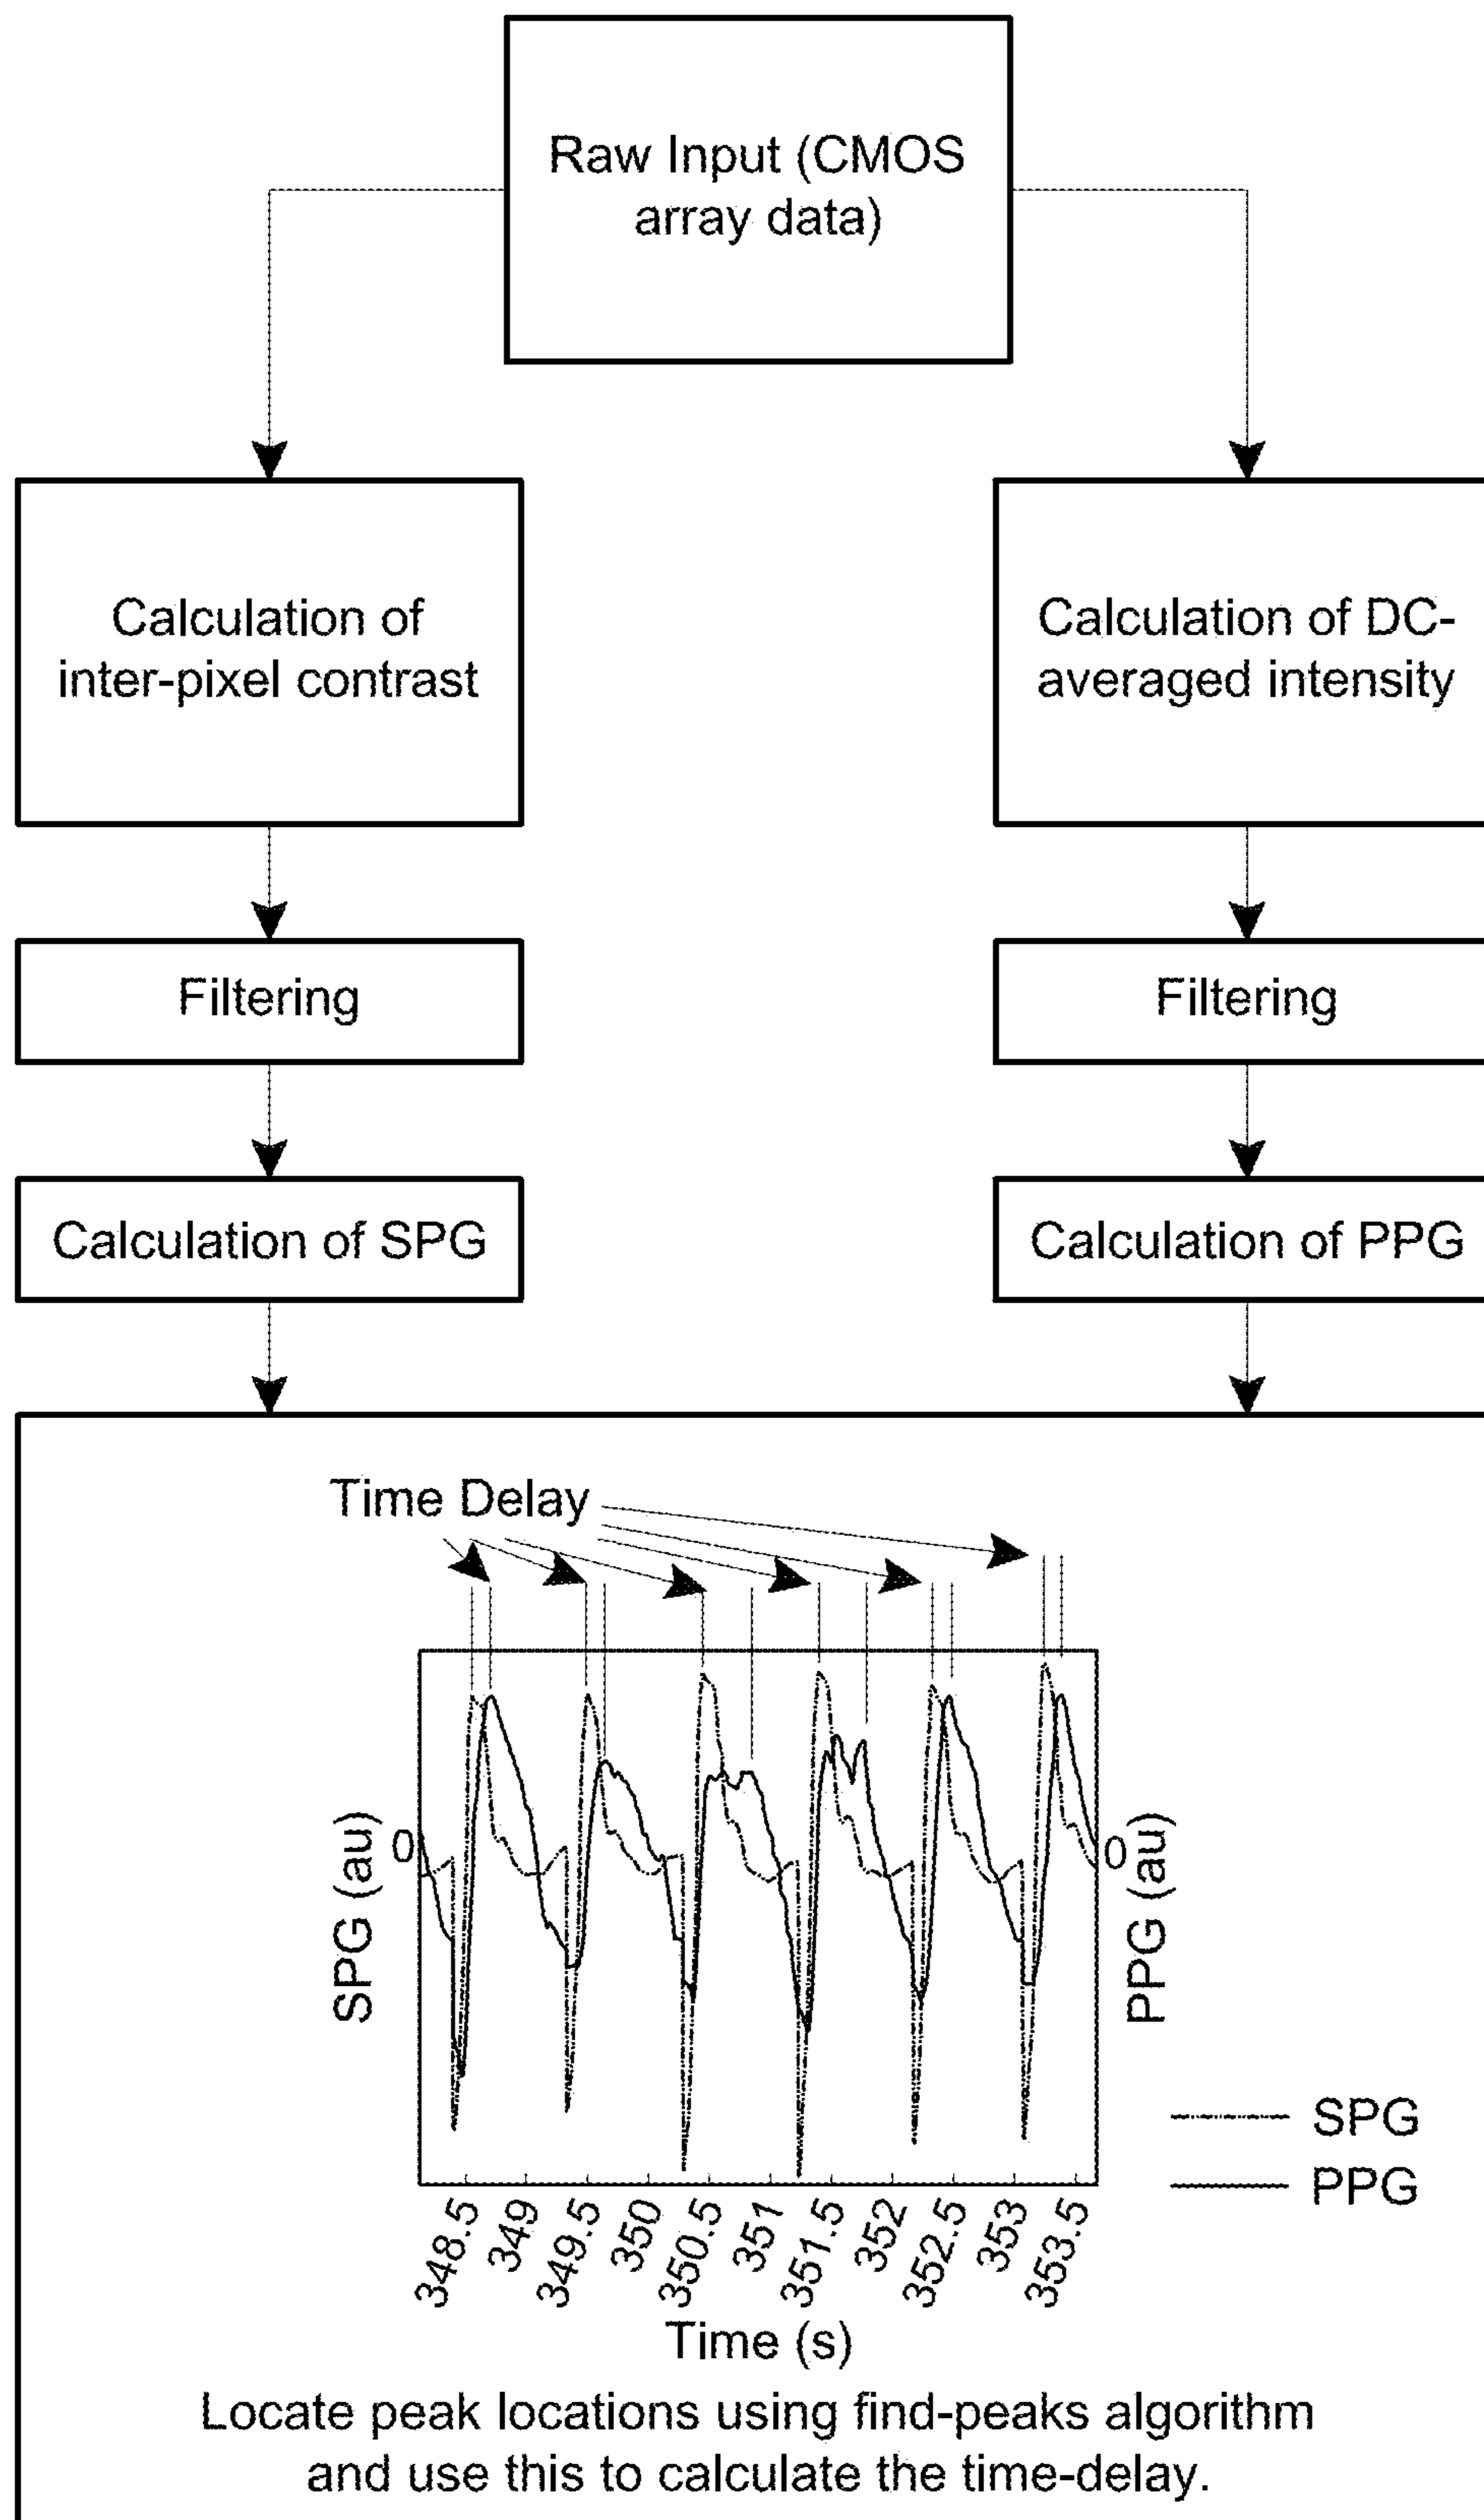 Raw Input (CMOS
array data)
Calculation of
inter-pixel contrast
Calculation of DC-
averaged intensity
Filtering
Filtering
Calculation of SPG
Calculation of PPG
Time Delay
SPG (au)
0
0
PPG (au)
SPG
PPG
348.5
349
349.5
350
350.5
351
351.5
352
352.5
353
353.5
Time (s)
Locate peak locations using find-peaks algorithm
and use this to calculate the time-delay.